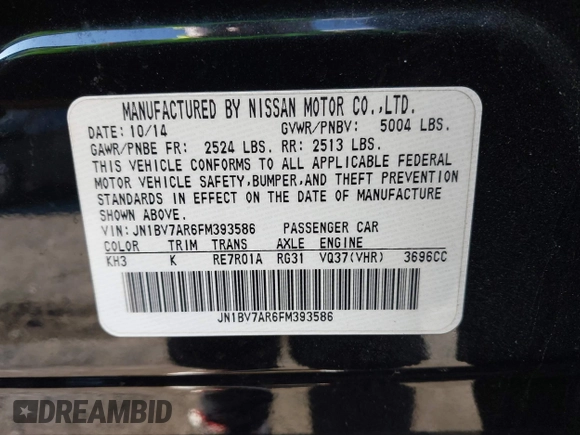 MANUFACTURED BY NISSAN MOTOR CO.,LTD.
DATE: 10/14 GVWR/PNBV: 5004 LBS.
GAWR/PNBE FR: 2524 LBS. RR: 2513 LBS.
THIS VEHICLE CONFORMS TO ALL APPLICABLE FEDERAL
MOTOR VEHICLE SAFETY,BUMPER,AND THEFT PREVENTION
STANDARDS IN EFFECT ON THE DATE OF MANUFACTURE
SHOWN ABOVE.
VIN: JN1BV7AR6FM393586 PASSENGER CAR
COLOR TRIM TRANS AXLE ENGINE
KH3 K RE7R01A RG31 VQ37(VHR) 3696CC
JN1BV7AR6FM393586
DREAMBID